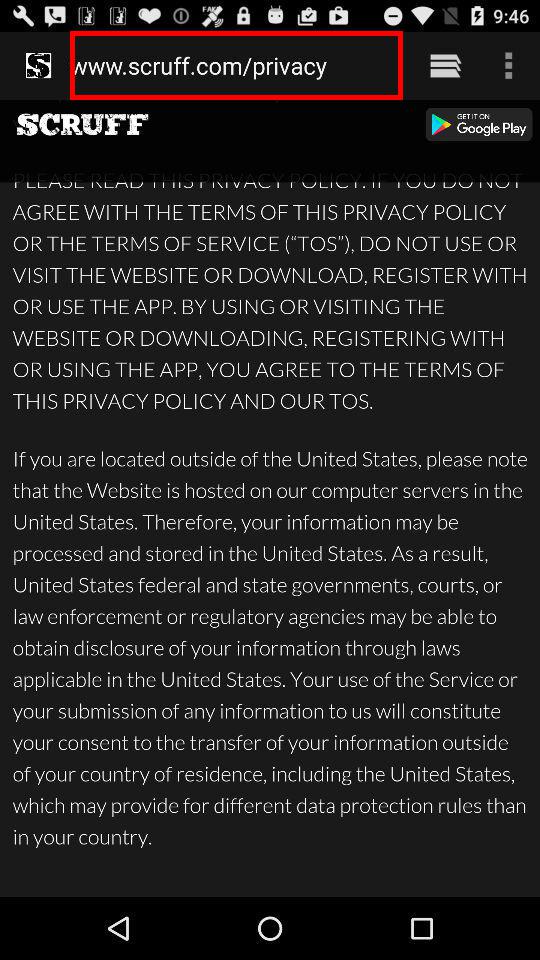 9:46
www.scruff.com/privacy
SCRUFF
GET IT ON
Google Play
PLEASE READ THIS PRIVACY POLICY. IF YOU DO NOT
AGREE WITH THE TERMS OF THIS PRIVACY POLICY
OR THE TERMS OF SERVICE (“TOS”), DO NOT USE OR
VISIT THE WEBSITE OR DOWNLOAD, REGISTER WITH
OR USE THE APP. BY USING OR VISITING THE
WEBSITE OR DOWNLOADING, REGISTERING WITH
OR USING THE APP, YOU AGREE TO THE TERMS OF
THIS PRIVACY POLICY AND OUR TOS.
If you are located outside of the United States, please note
that the Website is hosted on our computer servers in the
United States. Therefore, your information may be
processed and stored in the United States. As a result,
United States federal and state governments, courts, or
law enforcement or regulatory agencies may be able to
obtain disclosure of your information through laws
applicable in the United States. Your use of the Service or
your submission of any information to us will constitute
your consent to the transfer of your information outside
of your country of residence, including the United States,
which may provide for different data protection rules than
in your country.